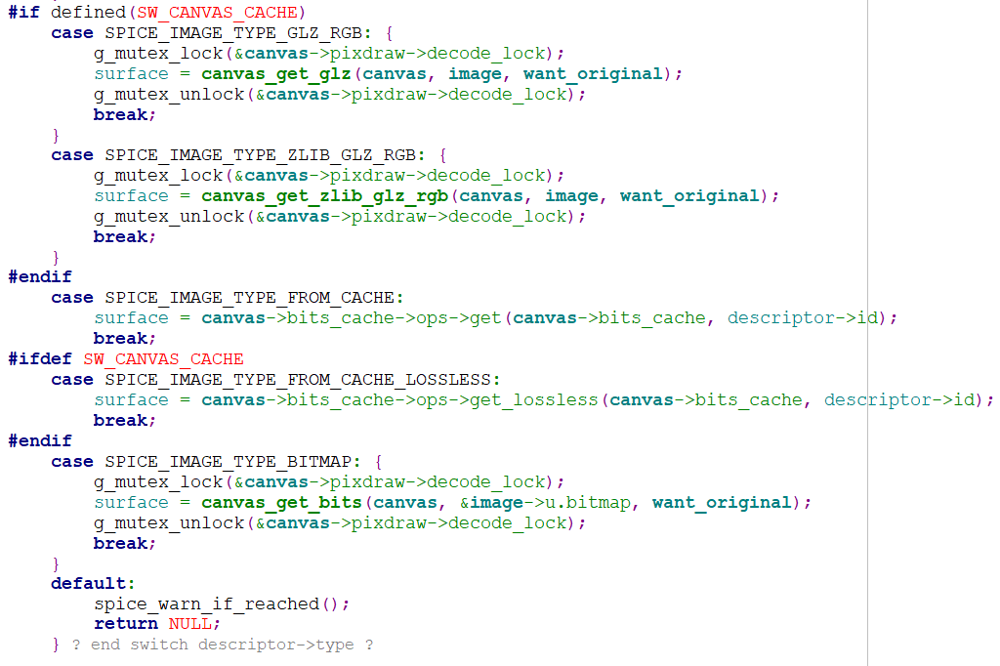 #if defined(SW_CANVAS_CACHE)
    case SPICE_IMAGE_TYPE_GLZ_RGB: {
        g_mutex_lock(&canvas->pixdraw->decode_lock);
        surface = canvas_get_glz(canvas, image, want_original);
        g_mutex_unlock(&canvas->pixdraw->decode_lock);
        break;
    }
    case SPICE_IMAGE_TYPE_ZLIB_GLZ_RGB: {
        g_mutex_lock(&canvas->pixdraw->decode_lock);
        surface = canvas_get_zlib_glz_rgb(canvas, image, want_original);
        g_mutex_unlock(&canvas->pixdraw->decode_lock);
        break;
    }
#endif
    case SPICE_IMAGE_TYPE_FROM_CACHE:
        surface = canvas->bits_cache->ops->get(canvas->bits_cache, descriptor->id);
        break;
#ifdef SW_CANVAS_CACHE
    case SPICE_IMAGE_TYPE_FROM_CACHE_LOSSLESS:
        surface = canvas->bits_cache->ops->get_lossless(canvas->bits_cache, descriptor->id);
        break;
#endif
    case SPICE_IMAGE_TYPE_BITMAP: {
        g_mutex_lock(&canvas->pixdraw->decode_lock);
        surface = canvas_get_bits(canvas, &image->u.bitmap, want_original);
        g_mutex_unlock(&canvas->pixdraw->decode_lock);
        break;
    }
    default:
        spice_warn_if_reached();
        return NULL;
    } ? end switch descriptor->type ?